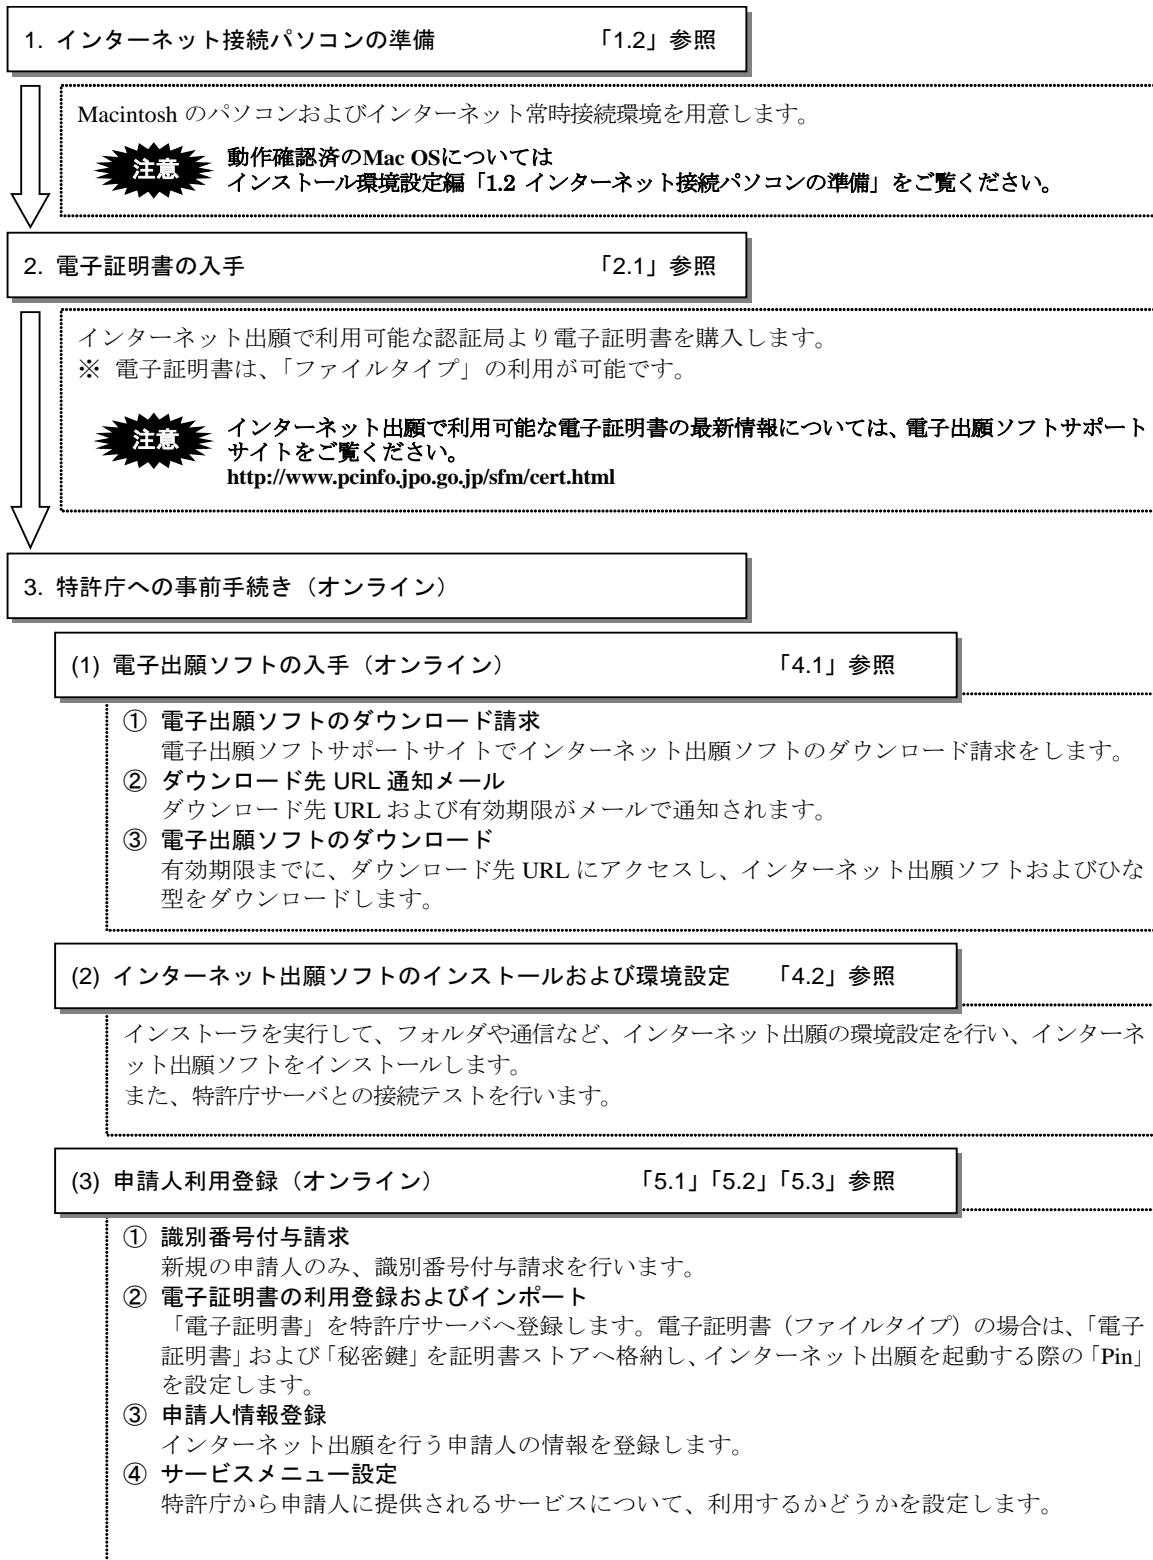 1. インターネット接続パソコンの準備 「1.2」参照
Macintosh のパソコンおよびインターネット常時接続環境を用意します。
注意 動作確認済のMac OSについては
インストール環境設定編「1.2 インターネット接続パソコンの準備」をご覧ください。
2. 電子証明書の入手 「2.1」参照
インターネット出願で利用可能な認証局より電子証明書を購入します。
※ 電子証明書は、「ファイルタイプ」の利用が可能です。
注意 インターネット出願で利用可能な電子証明書の最新情報については、電子出願ソフトサポート
サイトをご覧ください。
http://www.pcinfo.jpo.go.jp/sfm/cert.html
3. 特許庁への事前手続き（オンライン）
(1) 電子出願ソフトの入手（オンライン） 「4.1」参照
① 電子出願ソフトのダウンロード請求
電子出願ソフトサポートサイトでインターネット出願ソフトのダウンロード請求をします。
② ダウンロード先 URL 通知メール
ダウンロード先 URL および有効期限がメールで通知されます。
③ 電子出願ソフトのダウンロード
有効期限までに、ダウンロード先 URL にアクセスし、インターネット出願ソフトおよびひな
型をダウンロードします。
(2) インターネット出願ソフトのインストールおよび環境設定 「4.2」参照
インストーラを実行して、フォルダや通信など、インターネット出願の環境設定を行い、インターネ
ット出願ソフトをインストールします。
また、特許庁サーバとの接続テストを行います。
(3) 申請人利用登録（オンライン） 「5.1」「5.2」「5.3」参照
① 識別番号付与請求
新規の申請人のみ、識別番号付与請求を行います。
② 電子証明書の利用登録およびインポート
「電子証明書」を特許庁サーバへ登録します。電子証明書（ファイルタイプ）の場合は、「電子
証明書」および「秘密鍵」を証明書ストアへ格納し、インターネット出願を起動する際の「Pin」
を設定します。
③ 申請人情報登録
インターネット出願を行う申請人の情報を登録します。
④ サービスメニュー設定
特許庁から申請人に提供されるサービスについて、利用するかどうかを設定します。